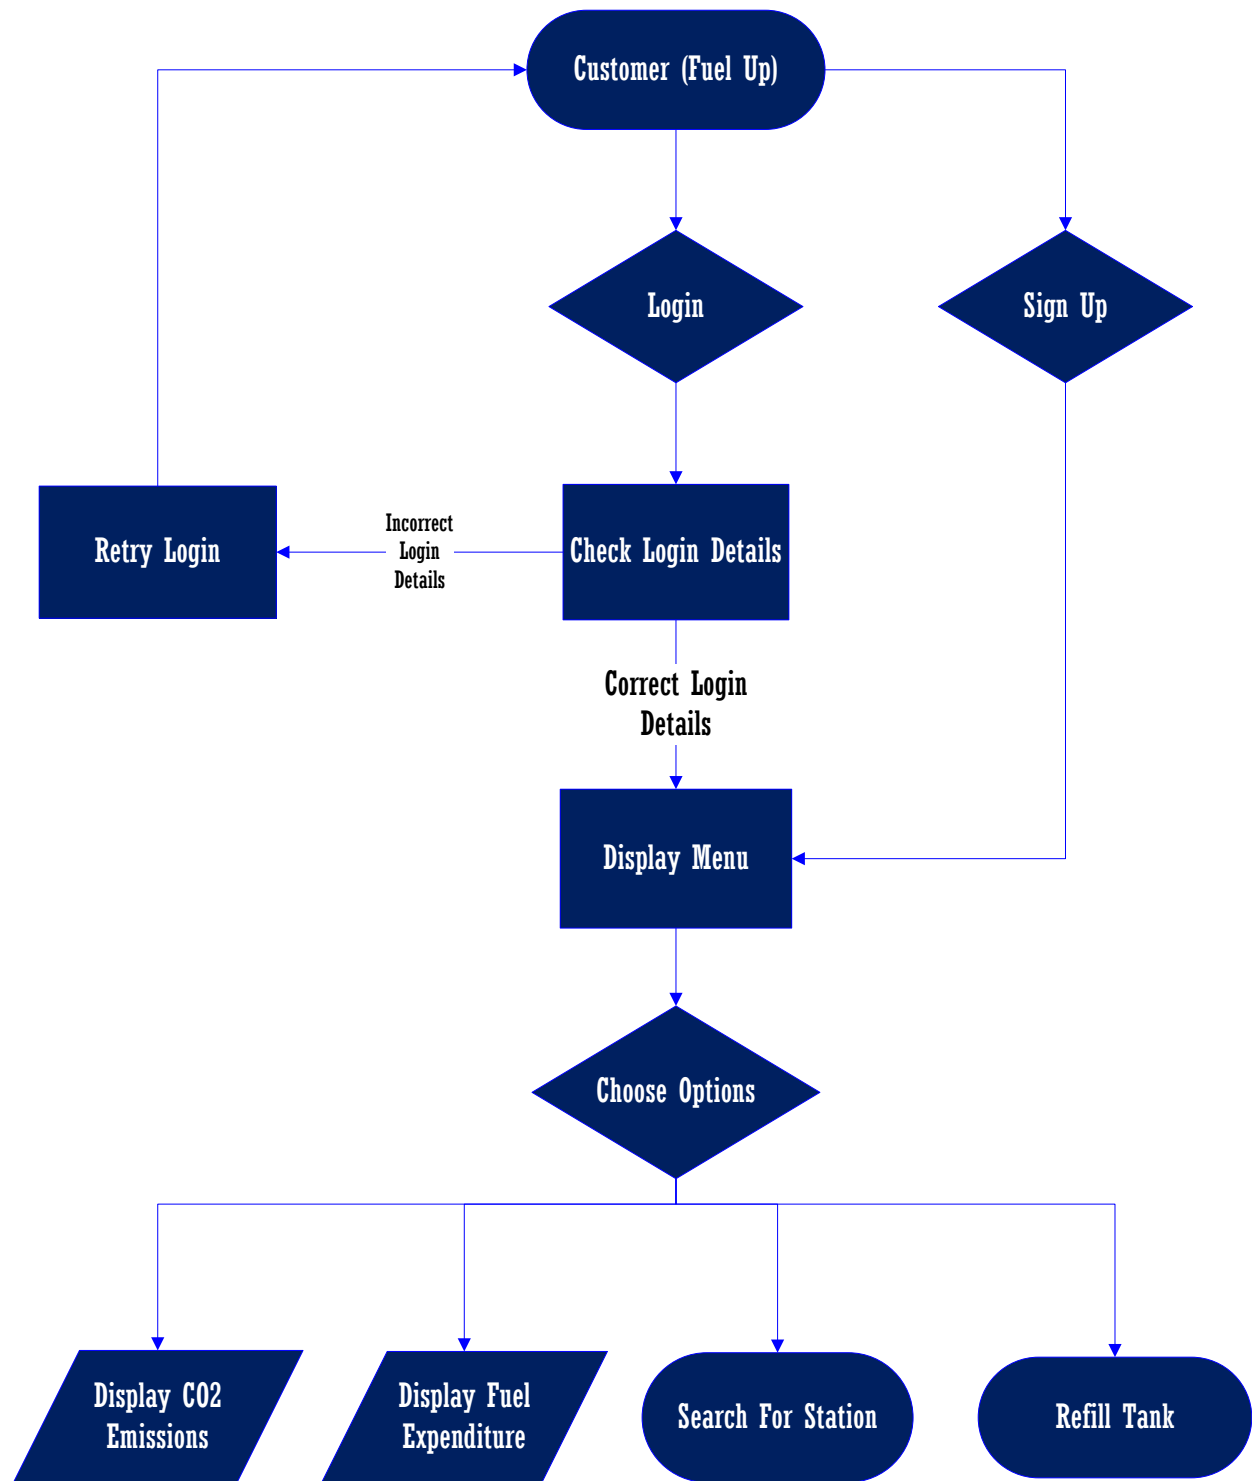 Customer (Fuel Up)
Login
Sign Up
Retry Login
Incorrect
Login
Details
Check Login Details
Correct Login
Details
Display Menu
Choose Options
Display CO2
Emissions
Display Fuel
Expenditure
Search For Station
Refill Tank